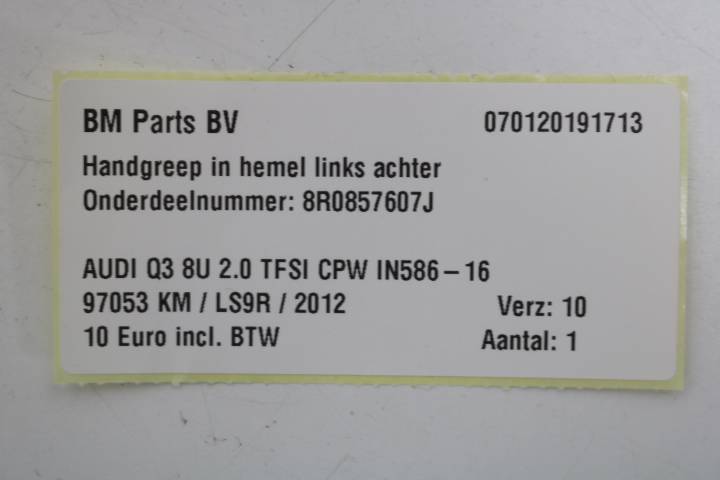 BM Parts BV 070120191713
Handgreep in hemel links achter
Onderdeelnummer: 8R0857607J
AUDI Q3 8U 2.0 TFSI CPW IN586-16
97053 KM / LS9R / 2012 Verz: 10
10 Euro incl. BTW Aantal: 1